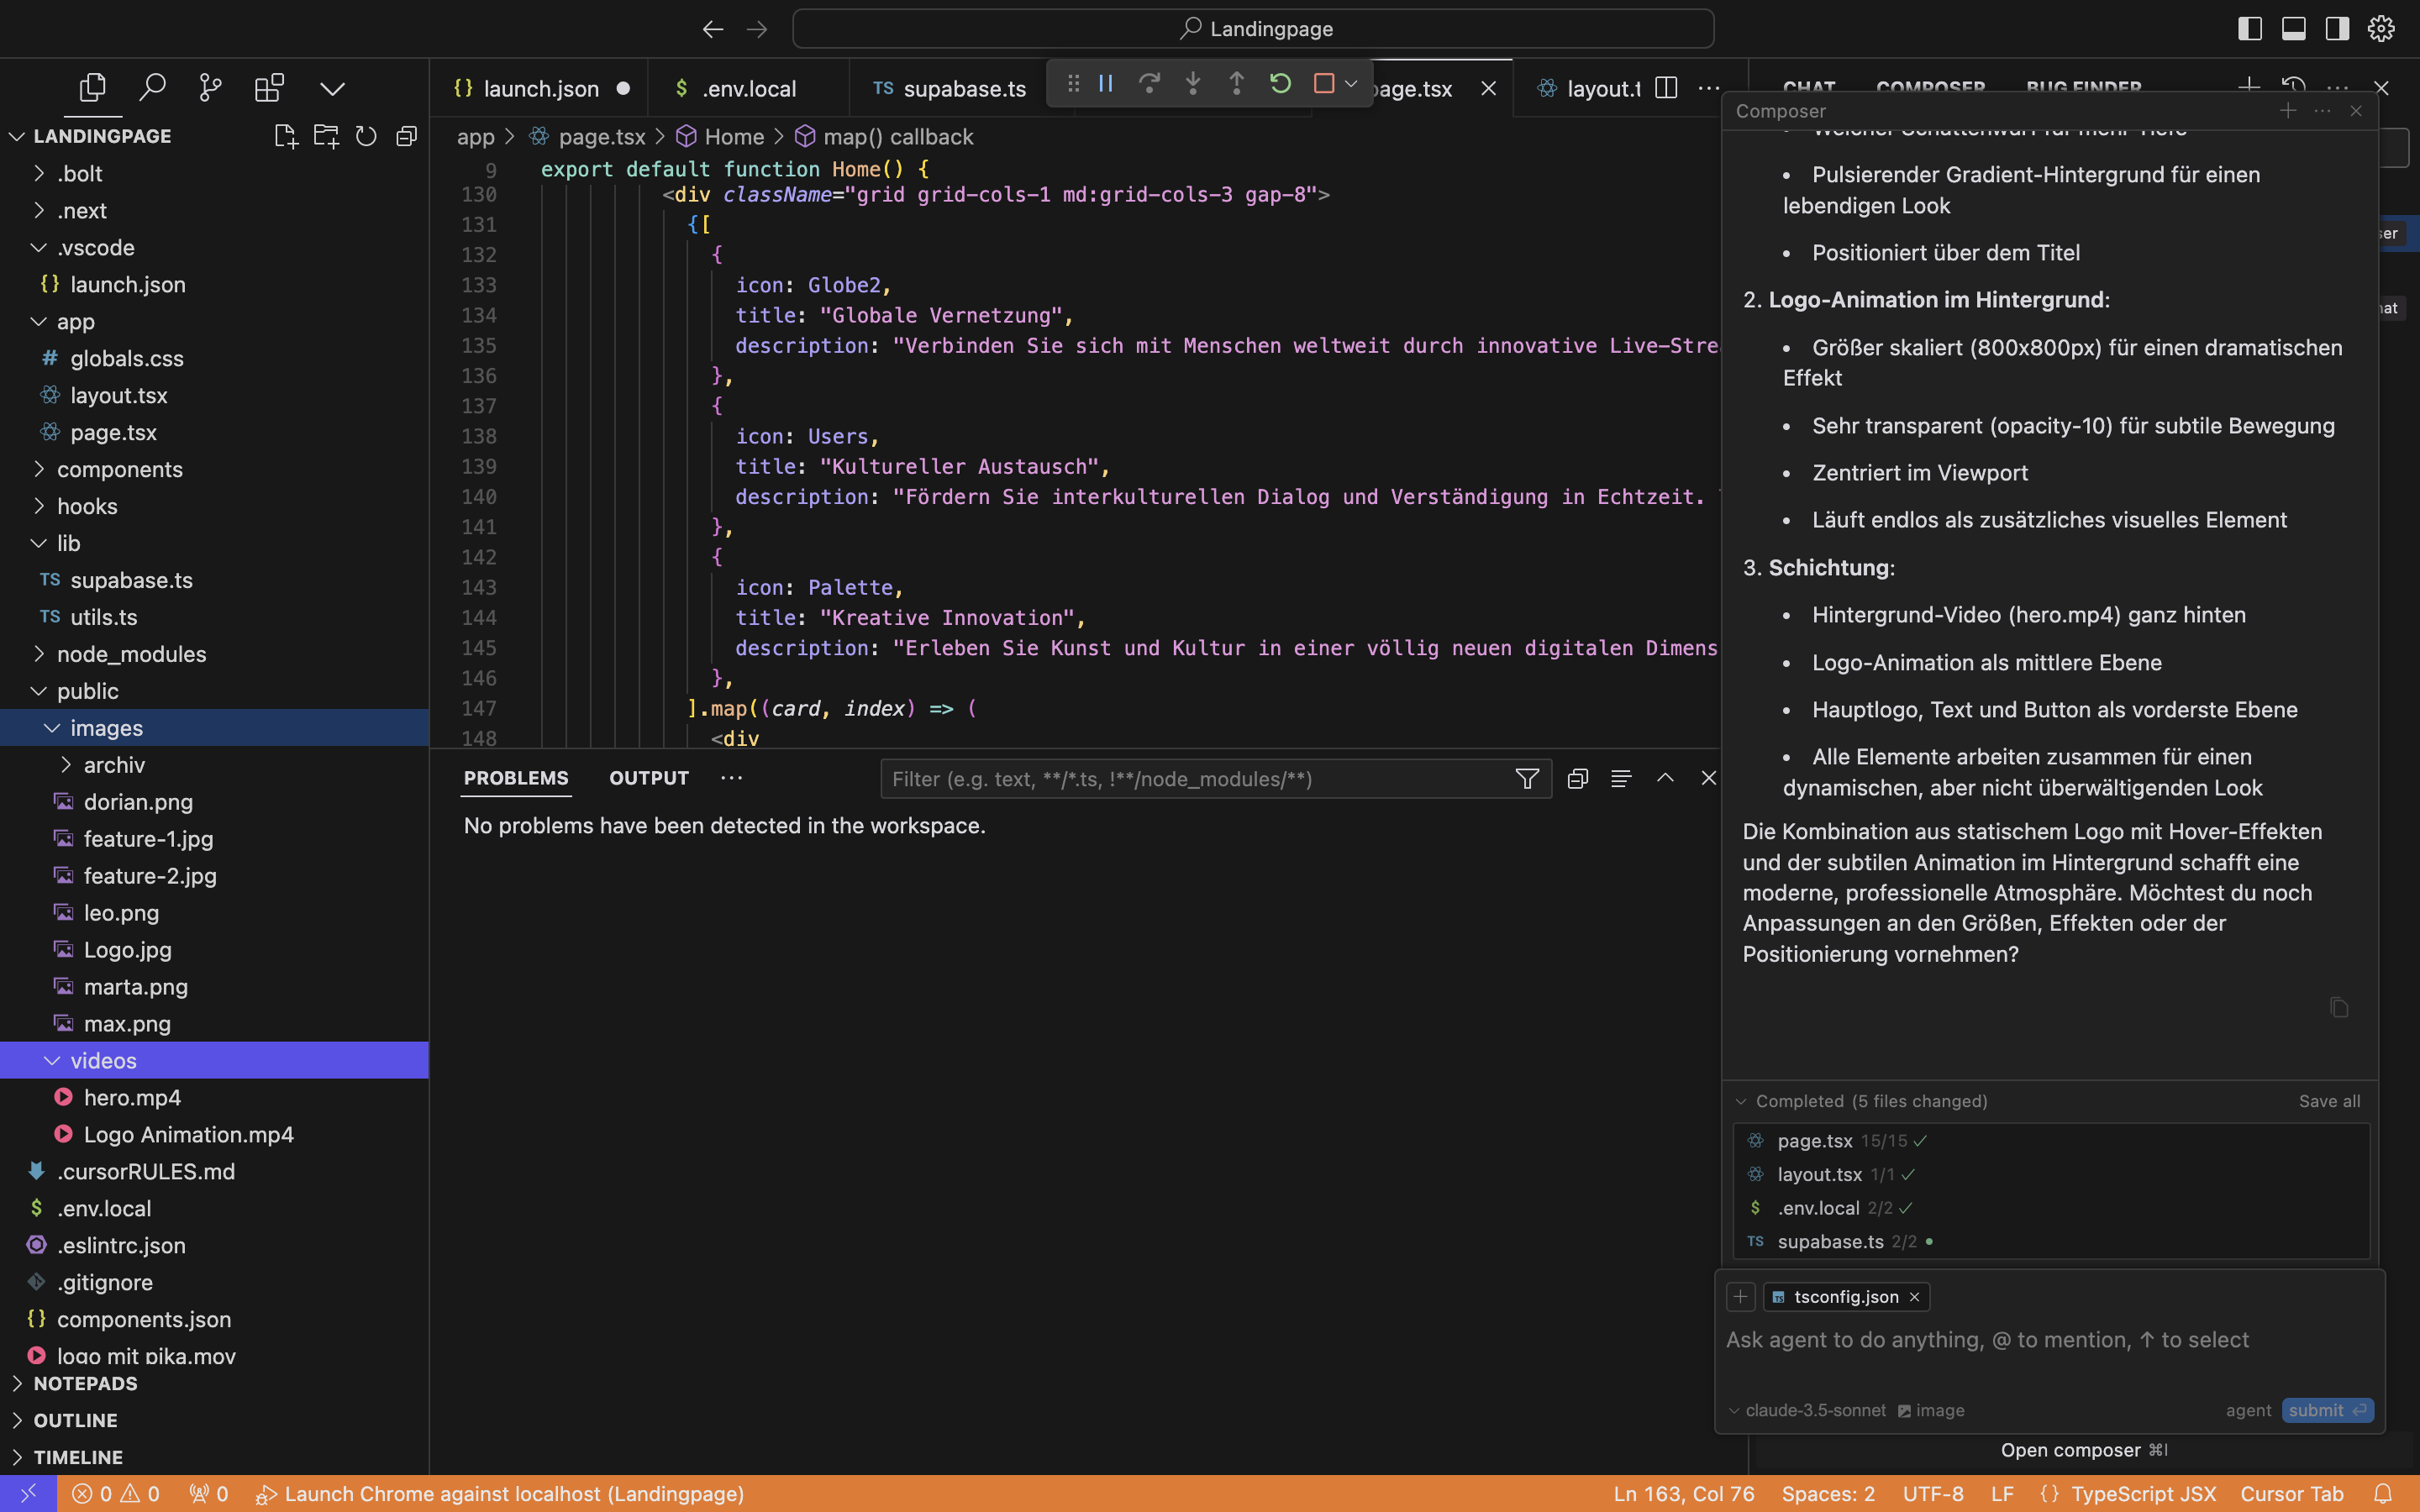 Landingpage
LANDINGPAGE
.bolt
.next
.vscode
launch.json
app
globals.css
layout.tsx
page.tsx
components
hooks
lib
TS supabase.ts
TS utils.ts
node_modules
public
images
archiv
dorian.png
feature-1.jpg
feature-2.jpg
leo.png
Logo.jpg
marta.png
max.png
videos
hero.mp4
Logo Animation.mp4
.cursorRULES.md
$ .env.local
.eslintrc.json
.gitignore
{} components.json
logo mit pika.mov
NOTEPADS
OUTLINE
TIMELINE
{} launch.json
$ .env.local
TS supabase.ts
page.tsx
layout.t
app > page.tsx > Home > map() callback
9 export default function Home() {
130 <div className="grid grid-cols-1 md:grid-cols-3 gap-8">
131 {[
132 {
133 icon: Globe2,
134 title: "Globale Vernetzung",
135 description: "Verbinden Sie sich mit Menschen weltweit durch innovative Live-Stre
136 },
137 {
138 icon: Users,
139 title: "Kultureller Austausch",
140 description: "Fördern Sie interkulturellen Dialog und Verständigung in Echtzeit.
141 },
142 {
143 icon: Palette,
144 title: "Kreative Innovation",
145 description: "Erleben Sie Kunst und Kultur in einer völlig neuen digitalen Dimens
146 },
147 ].map((card, index) => (
148 <div
PROBLEMS OUTPUT ···
Filter (e.g. text, **/*.ts, !**/node_modules/**)
No problems have been detected in the workspace.
CHAT COMPOSER BUG FINDER
Composer
Weicher Schattenwurf für mehr Tiefe
• Pulsierender Gradient-Hintergrund für einen
lebendigen Look
• Positioniert über dem Titel
2. Logo-Animation im Hintergrund:
• Größer skaliert (800x800px) für einen dramatischen
Effekt
• Sehr transparent (opacity-10) für subtile Bewegung
• Zentriert im Viewport
• Läuft endlos als zusätzliches visuelles Element
3. Schichtung:
• Hintergrund-Video (hero.mp4) ganz hinten
• Logo-Animation als mittlere Ebene
• Hauptlogo, Text und Button als vorderste Ebene
• Alle Elemente arbeiten zusammen für einen
dynamischen, aber nicht überwältigenden Look
Die Kombination aus statischem Logo mit Hover-Effekten
und der subtilen Animation im Hintergrund schafft eine
moderne, professionelle Atmosphäre. Möchtest du noch
Anpassungen an den Größen, Effekten oder der
Positionierung vornehmen?
Completed (5 files changed) Save all
page.tsx 15/15
layout.tsx 1/1
$ .env.local 2/2
TS supabase.ts 2/2
tsconfig.json
Ask agent to do anything, @ to mention, ↑ to select
claude-3.5-sonnet image agent submit
Open composer ⌘I
0 0 0 Launch Chrome against localhost (Landingpage)
Ln 163, Col 76 Spaces: 2 UTF-8 LF {} TypeScript JSX Cursor Tab